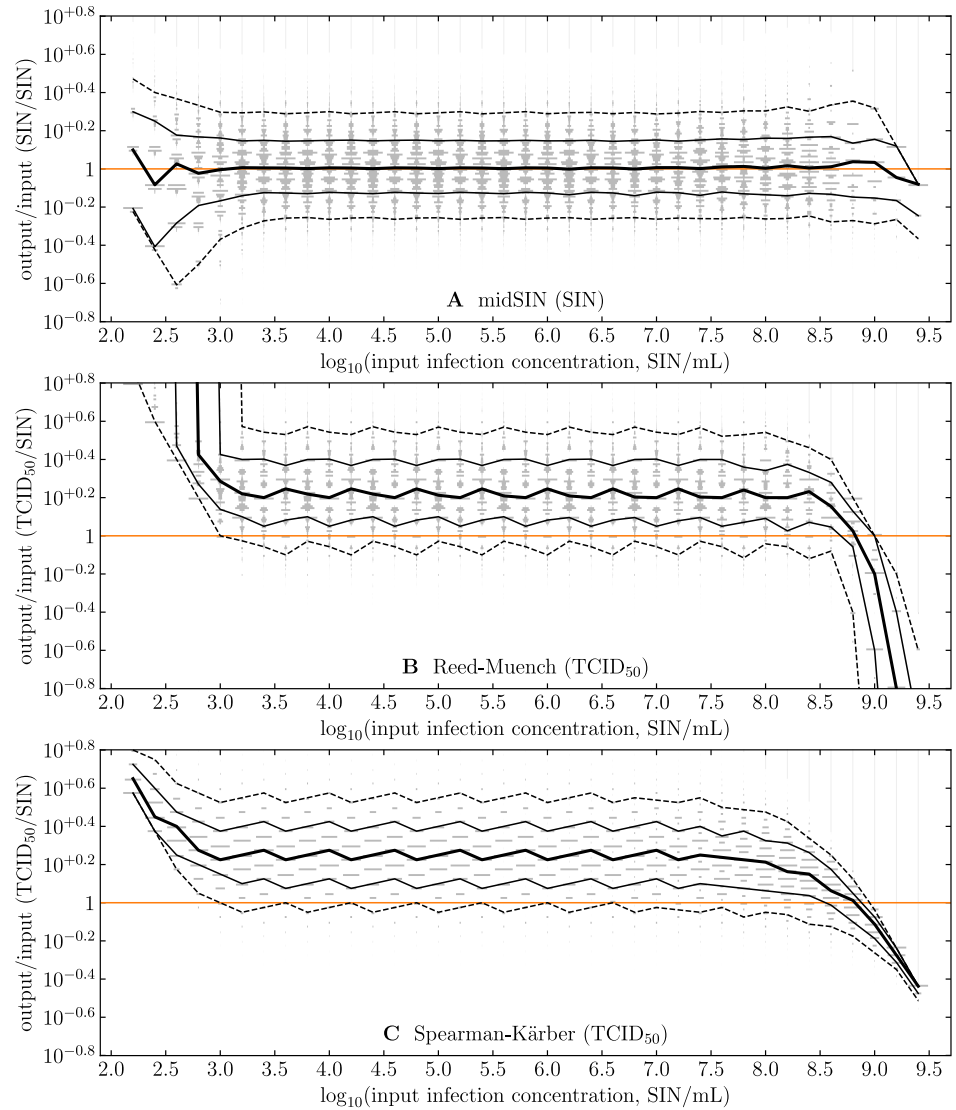 10^{+0.8}
10^{+0.6}
10^{+0.4}
10^{+0.2}
1
10^{−0.2}
10^{−0.4}
10^{−0.6}
10^{−0.8}
output/input (SIN/SIN)
A midSIN (SIN)
2.0 2.5 3.0 3.5 4.0 4.5 5.0 5.5 6.0 6.5 7.0 7.5 8.0 8.5 9.0 9.5
log₁₀(input infection concentration, SIN/mL)
10^{+0.8}
10^{+0.6}
10^{+0.4}
10^{+0.2}
1
10^{−0.2}
10^{−0.4}
10^{−0.6}
10^{−0.8}
output/input (TCID₅₀/SIN)
B Reed-Muench (TCID₅₀)
2.0 2.5 3.0 3.5 4.0 4.5 5.0 5.5 6.0 6.5 7.0 7.5 8.0 8.5 9.0 9.5
log₁₀(input infection concentration, SIN/mL)
10^{+0.8}
10^{+0.6}
10^{+0.4}
10^{+0.2}
1
10^{−0.2}
10^{−0.4}
10^{−0.6}
10^{−0.8}
output/input (TCID₅₀/SIN)
C Spearman-Kärber (TCID₅₀)
2.0 2.5 3.0 3.5 4.0 4.5 5.0 5.5 6.0 6.5 7.0 7.5 8.0 8.5 9.0 9.5
log₁₀(input infection concentration, SIN/mL)